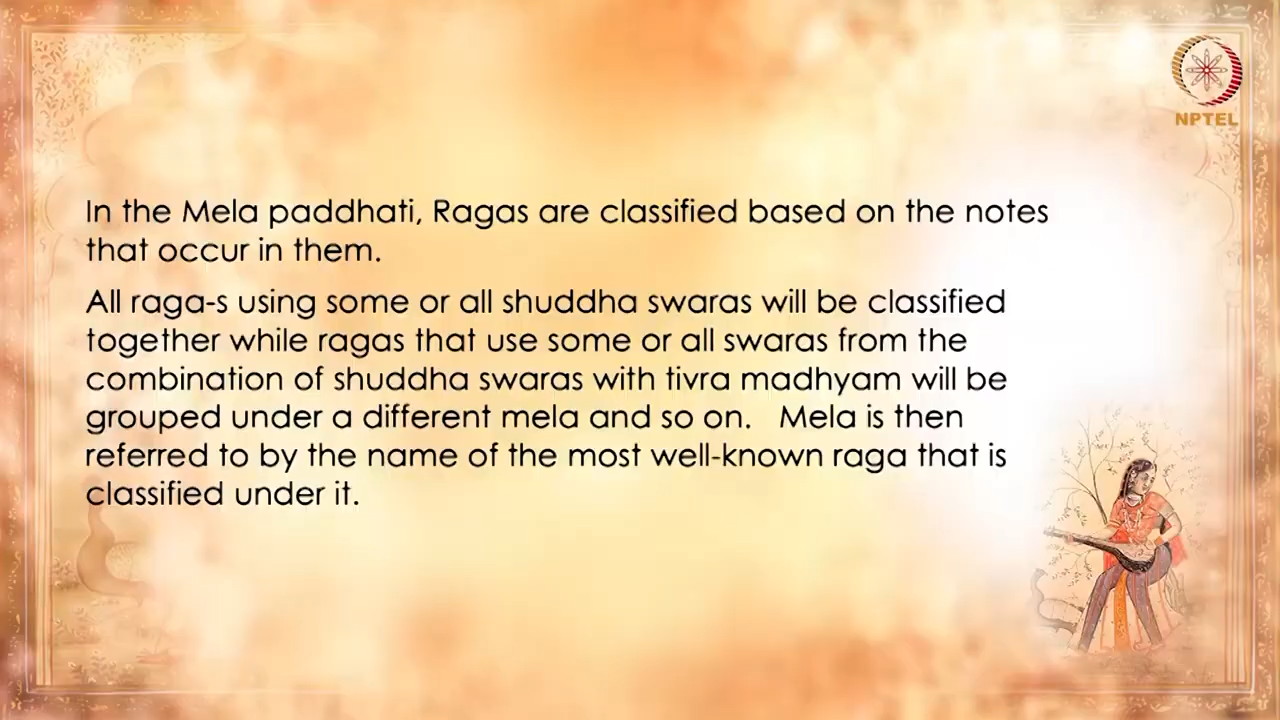 NPTEL
In the Mela paddhati, Ragas are classified based on the notes
that occur in them.
All raga-s using some or all shuddha swaras will be classified
together while ragas that use some or all swaras from the
combination of shuddha swaras with tivra madhyam will be
grouped under a different mela and so on.   Mela is then
referred to by the name of the most well-known raga that is
classified under it.